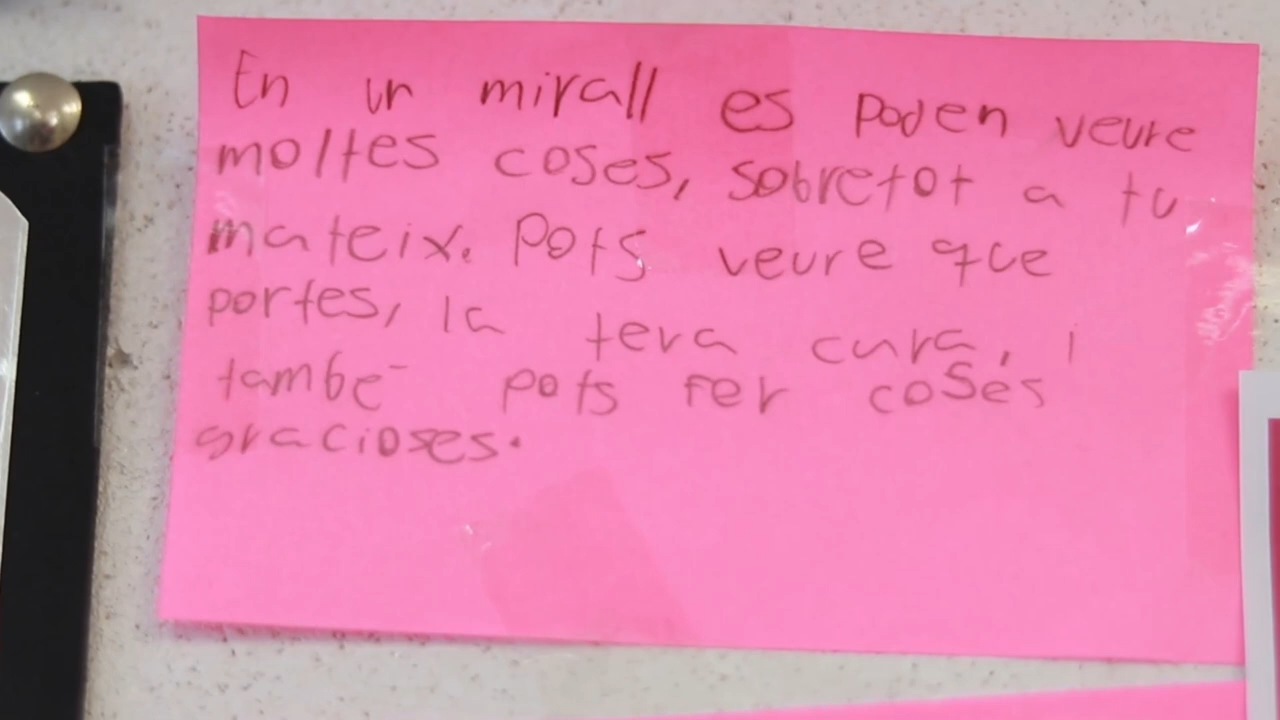 En un mirall es poden veure
moltes coses, sobretot a tu
mateix. Pots veure que
portes, la teva cara, i
també pots fer coses
gracioses.